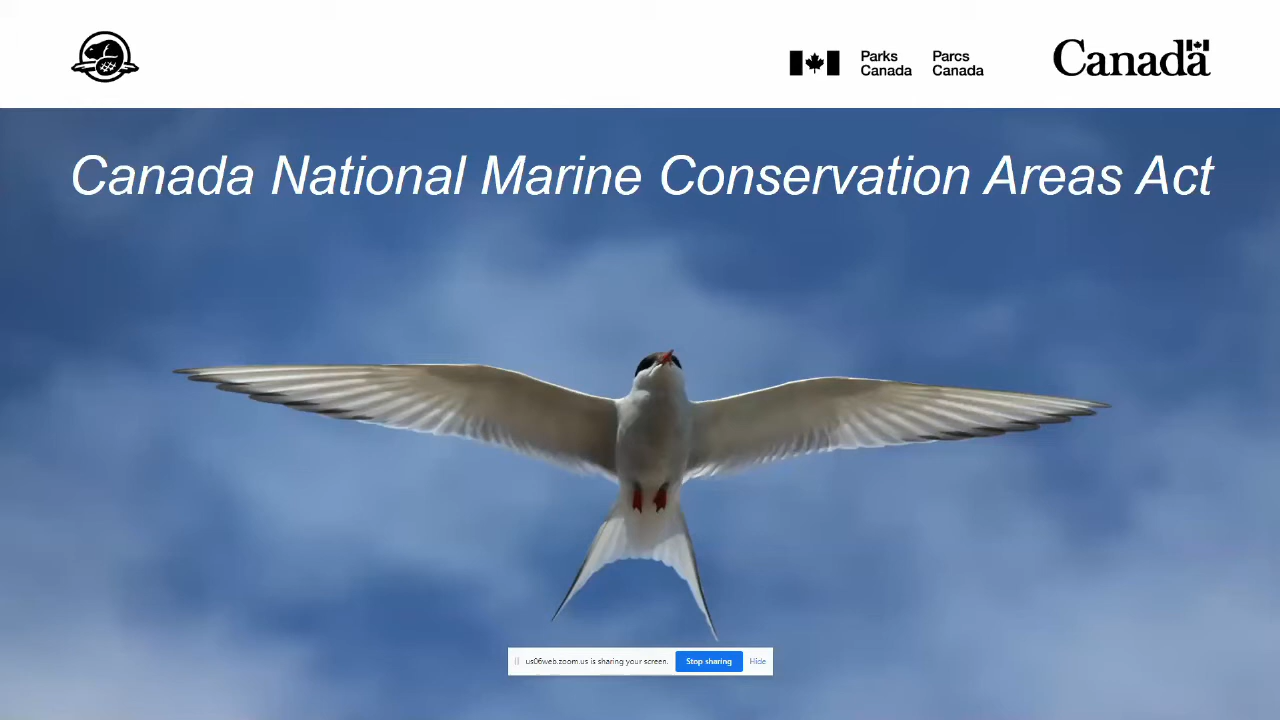 Parks Canada
Parcs Canada
Canada
Canada National Marine Conservation Areas Act
us06web.zoom.us is sharing your screen. Stop sharing Hide